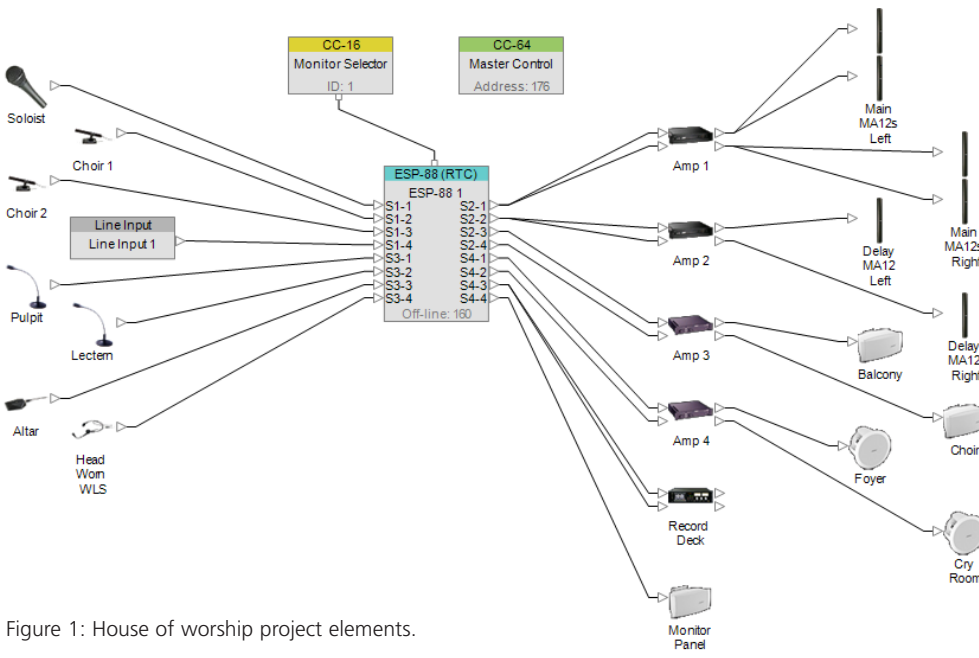 CC-16
Monitor Selector
ID: 1
CC-64
Master Control
Address: 176
Soloist
Choir 1
Choir 2
Line Input
Line Input 1
Pulpit
Lectern
Altar
Head
Worn
WLS
ESP-88 (RTC)
ESP-88 1
S1-1 S2-1
S1-2 S2-2
S1-3 S2-3
S1-4 S2-4
S3-1 S4-1
S3-2 S4-2
S3-3 S4-3
S3-4 S4-4
Off-line: 160
Amp 1
Amp 2
Amp 3
Amp 4
Record
Deck
Monitor
Panel
Main
MA12s
Left
Main
MA12s
Right
Delay
MA12
Left
Delay
MA12
Right
Balcony
Choir
Foyer
Cry
Room
Figure 1: House of worship project elements.